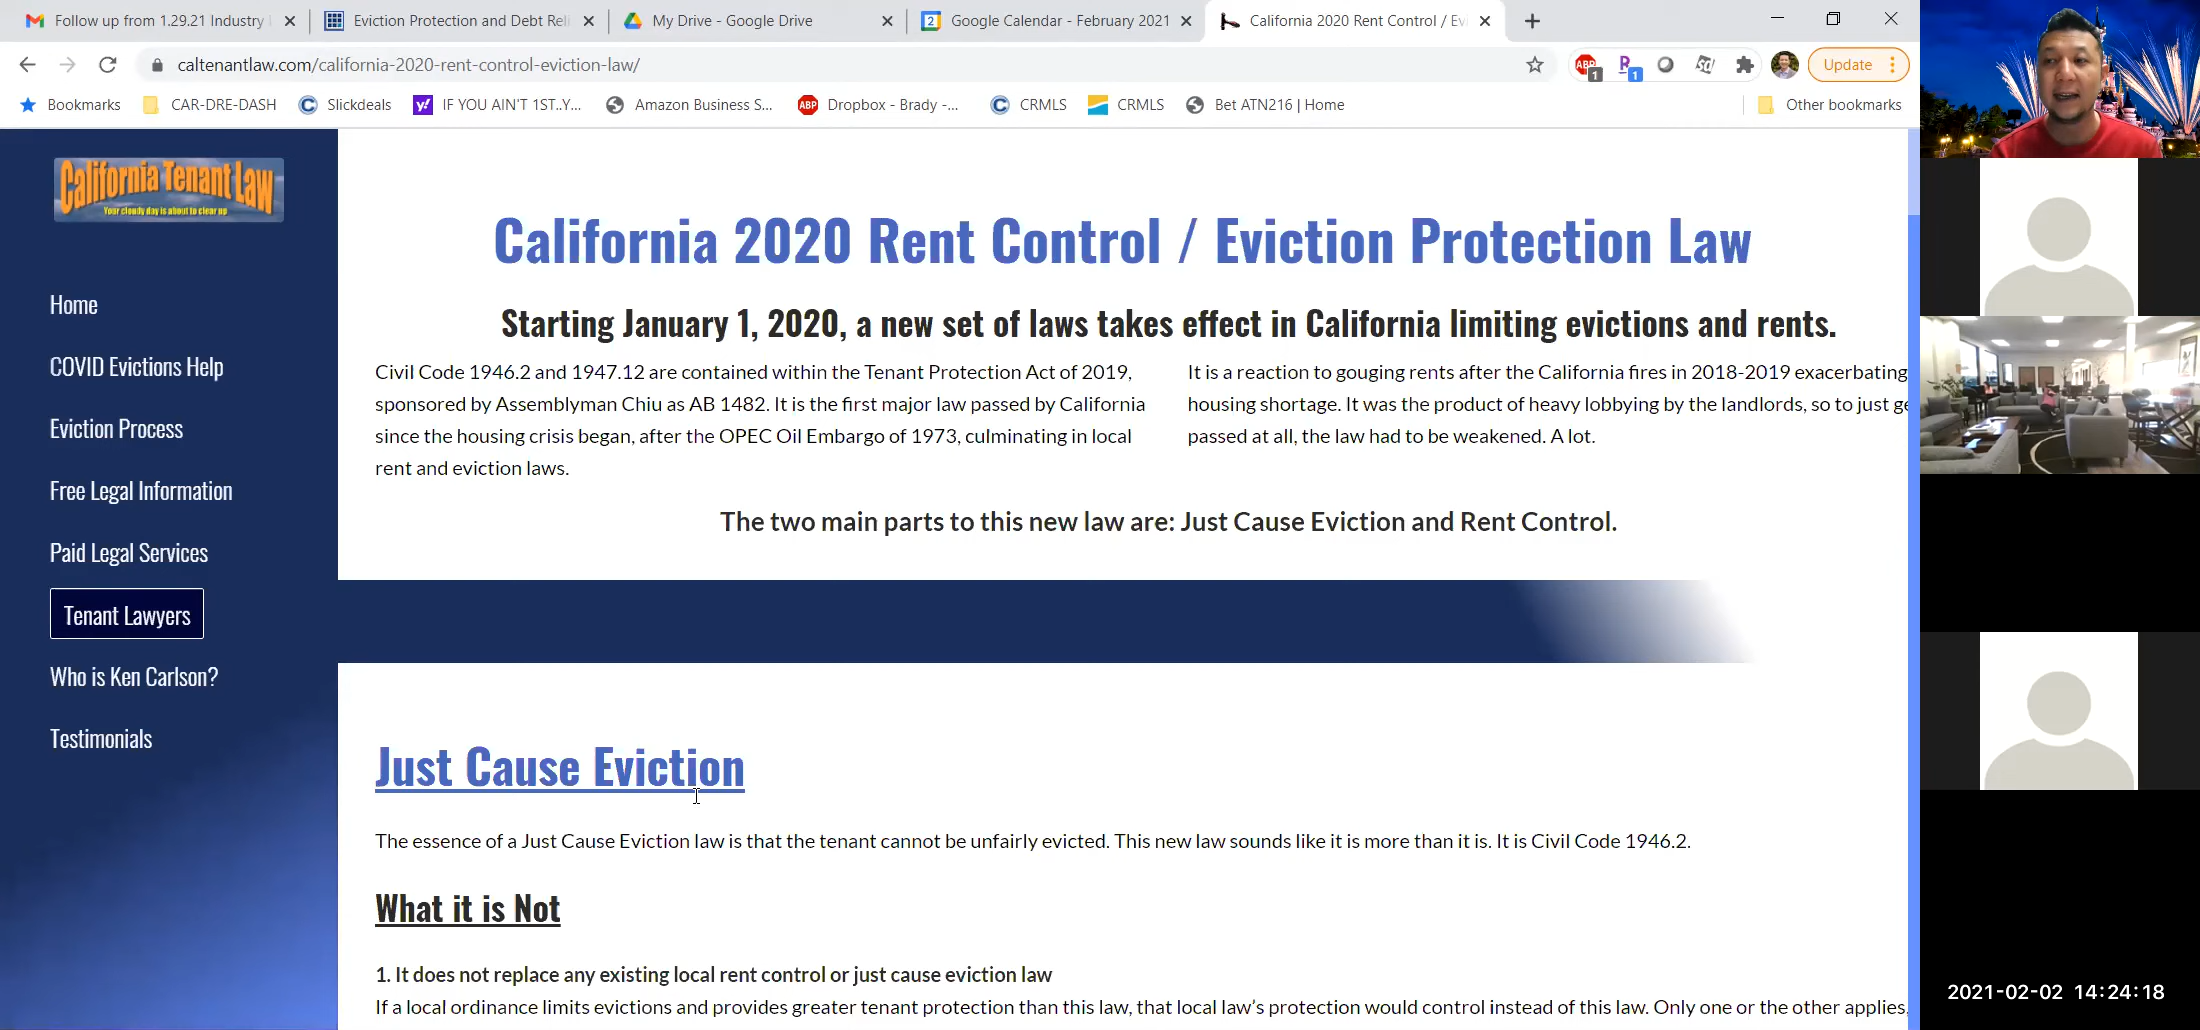 Follow up from 1.29.21 Industry
Eviction Protection and Debt Reli
My Drive - Google Drive
Google Calendar - February 2021
California 2020 Rent Control / Evi
caltenantlaw.com/california-2020-rent-control-eviction-law/
Update
Bookmarks
CAR-DRE-DASH
Slickdeals
IF YOU AIN'T 1ST..Y...
Amazon Business S...
ABP
Dropbox - Brady -...
CRMLS
CRMLS
Bet ATN216 | Home
Other bookmarks
California Tenant Law
Your cloudy day is about to clear up
Home
COVID Evictions Help
Eviction Process
Free Legal Information
Paid Legal Services
Tenant Lawyers
Who is Ken Carlson?
Testimonials
California 2020 Rent Control / Eviction Protection Law
Starting January 1, 2020, a new set of laws takes effect in California limiting evictions and rents.
Civil Code 1946.2 and 1947.12 are contained within the Tenant Protection Act of 2019,
sponsored by Assemblyman Chiu as AB 1482. It is the first major law passed by California
since the housing crisis began, after the OPEC Oil Embargo of 1973, culminating in local
rent and eviction laws.
It is a reaction to gouging rents after the California fires in 2018-2019 exacerbating
housing shortage. It was the product of heavy lobbying by the landlords, so to just ge
passed at all, the law had to be weakened. A lot.
The two main parts to this new law are: Just Cause Eviction and Rent Control.
Just Cause Eviction
The essence of a Just Cause Eviction law is that the tenant cannot be unfairly evicted. This new law sounds like it is more than it is. It is Civil Code 1946.2.
What it is Not
1. It does not replace any existing local rent control or just cause eviction law
If a local ordinance limits evictions and provides greater tenant protection than this law, that local law's protection would control instead of this law. Only one or the other applies,
2021-02-02 14:24:18